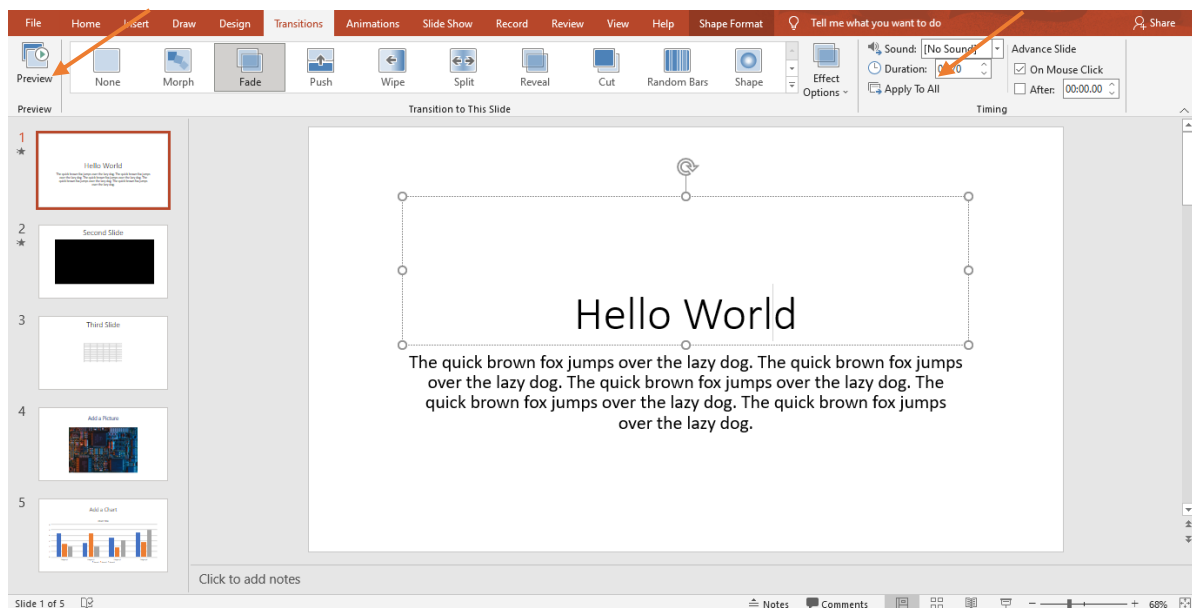 File Home Insert Draw Design Transitions Animations Slide Show Record Review View Help Shape Format Tell me what you want to do Share
Preview
None Morph Fade Push Wipe Split Reveal Cut Random Bars Shape
Effect
Options
Sound: [No Sound]
Duration:
Apply To All
Advance Slide
On Mouse Click
After: 00:00.00
Preview Transition to This Slide Timing
1
Hello World
2
Second Slide
3
Third Slide
4
Add a Picture
5
Add a Chart
Hello World
The quick brown fox jumps over the lazy dog. The quick brown fox jumps
over the lazy dog. The quick brown fox jumps over the lazy dog. The
quick brown fox jumps over the lazy dog. The quick brown fox jumps
over the lazy dog.
Click to add notes
Slide 1 of 5 Notes Comments 68%